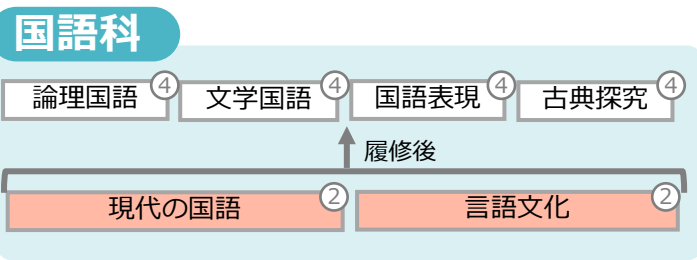 国語科
論理国語 ④ 文学国語 ④ 国語表現 ④ 古典探究 ④
履修後
現代の国語 ② 言語文化 ②